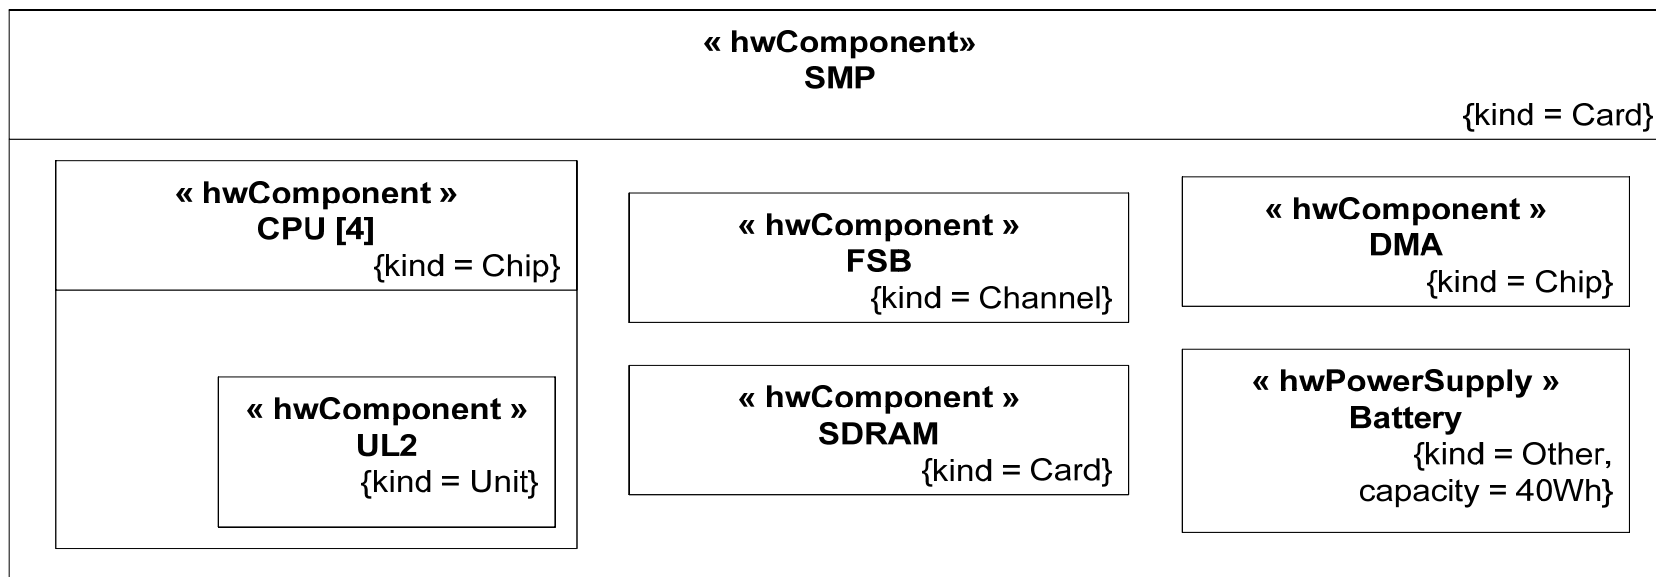 « hwComponent»
SMP
{kind = Card}
« hwComponent »
CPU [4]
{kind = Chip}
« hwComponent »
UL2
{kind = Unit}
« hwComponent »
FSB
{kind = Channel}
« hwComponent »
SDRAM
{kind = Card}
« hwComponent »
DMA
{kind = Chip}
« hwPowerSupply »
Battery
{kind = Other,
capacity = 40Wh}